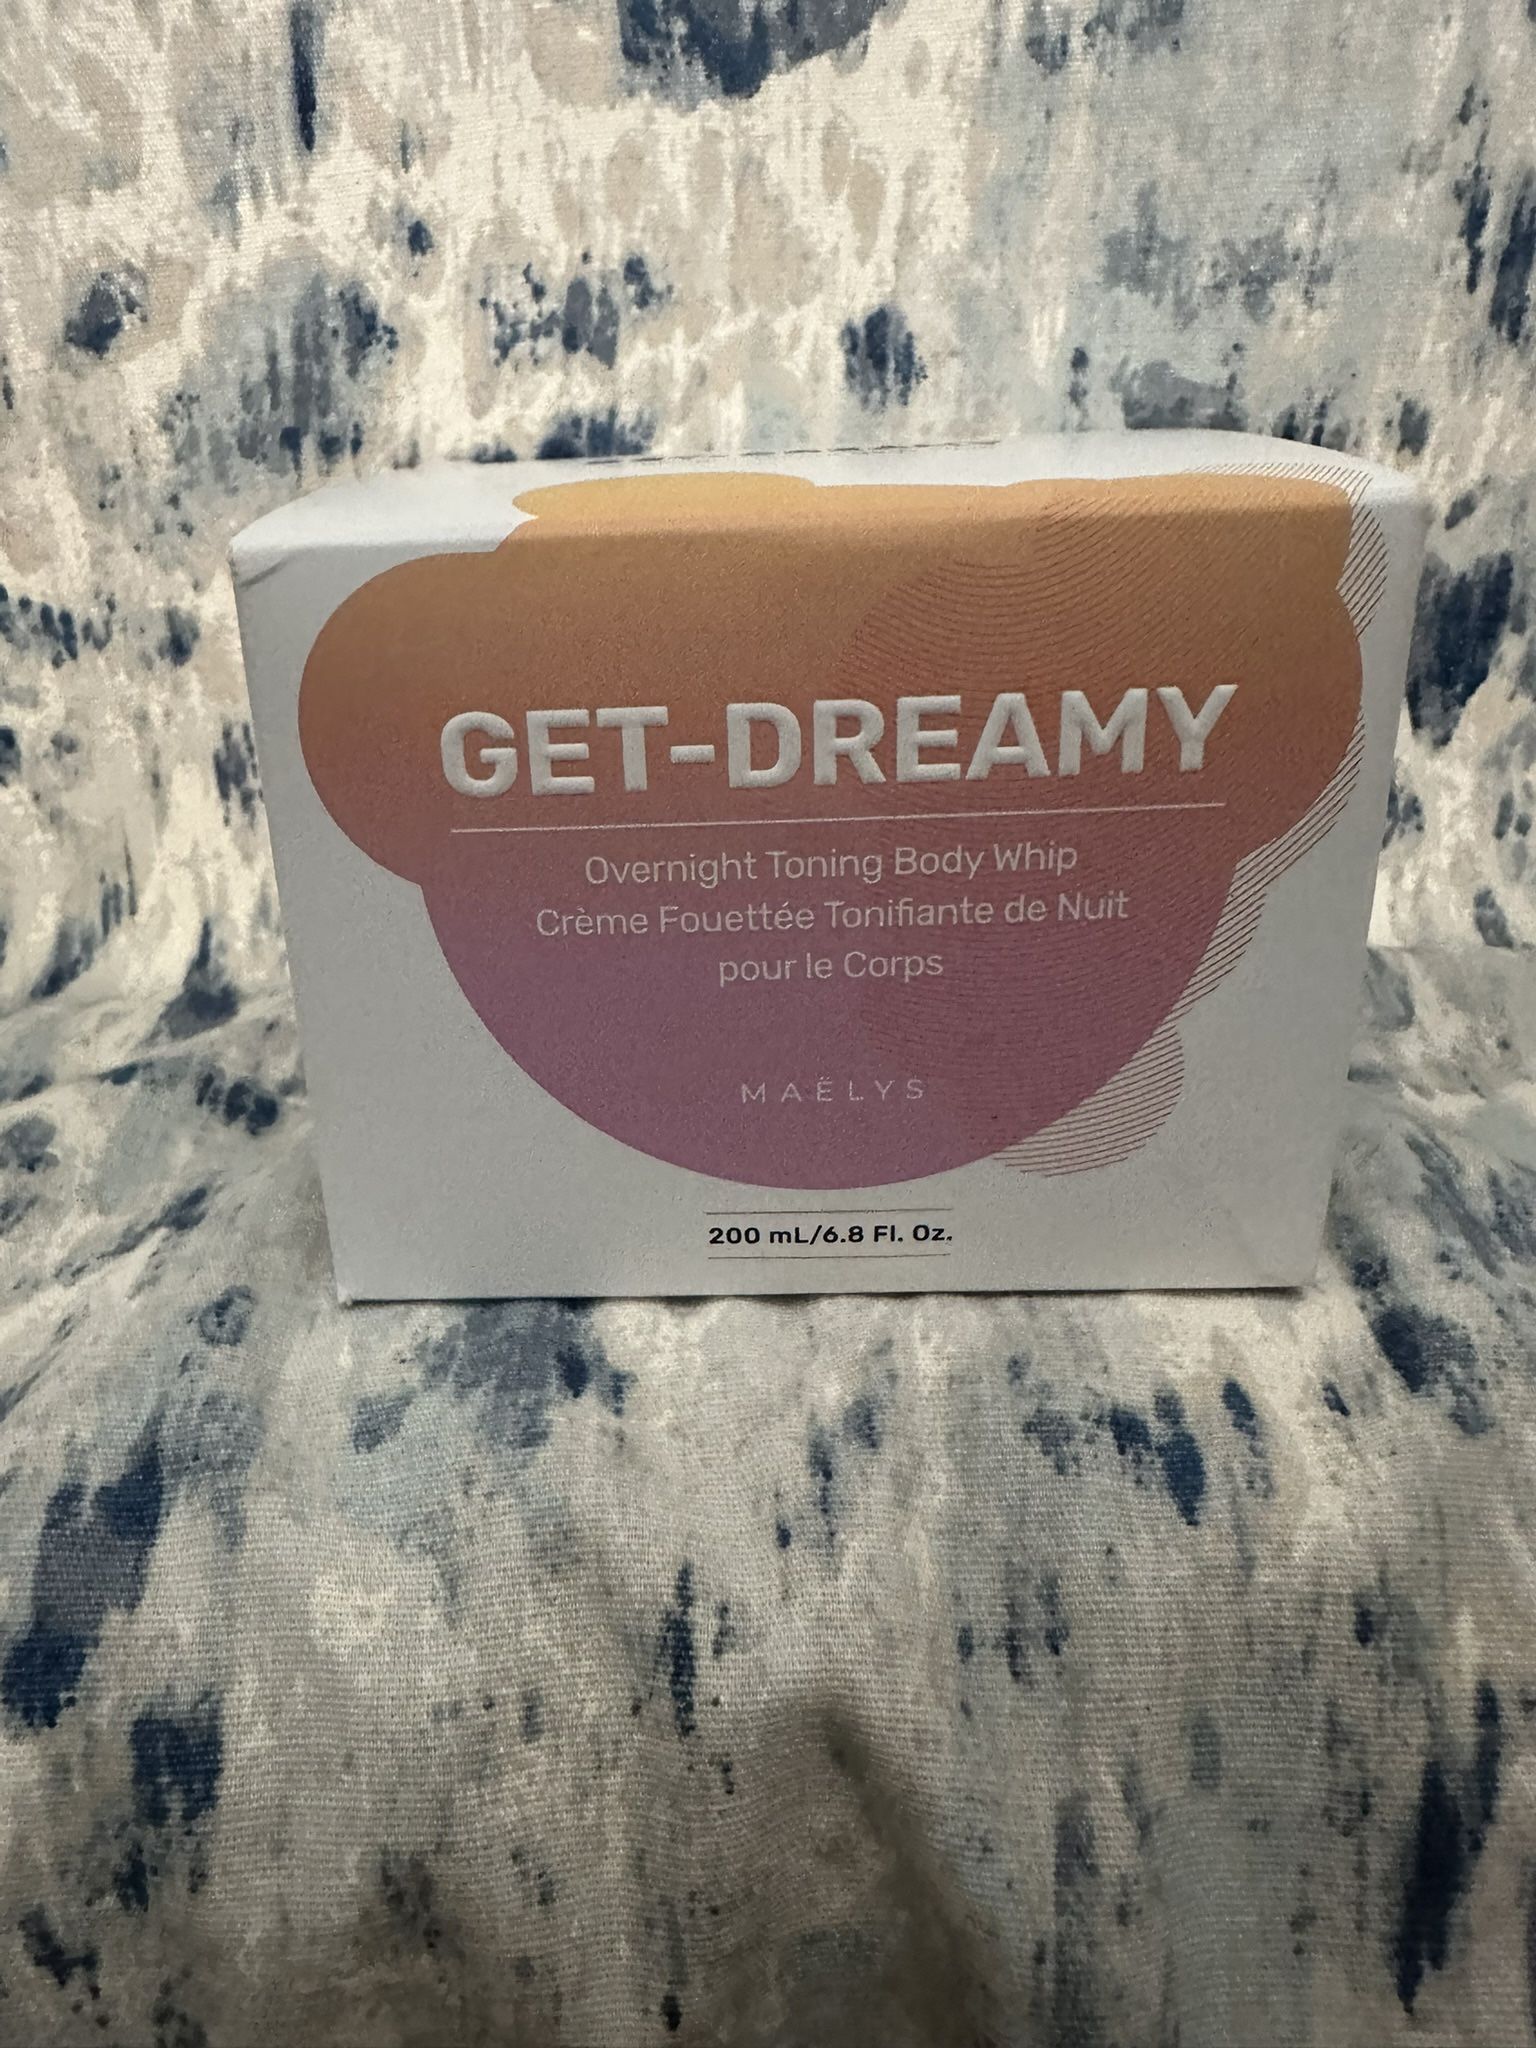 GET-DREAMY
Overnight Toning Body Whip
Crème Fouettée Tonifiante de Nuit
pour le Corps
MAËLYS
200 mL/6.8 Fl. Oz.